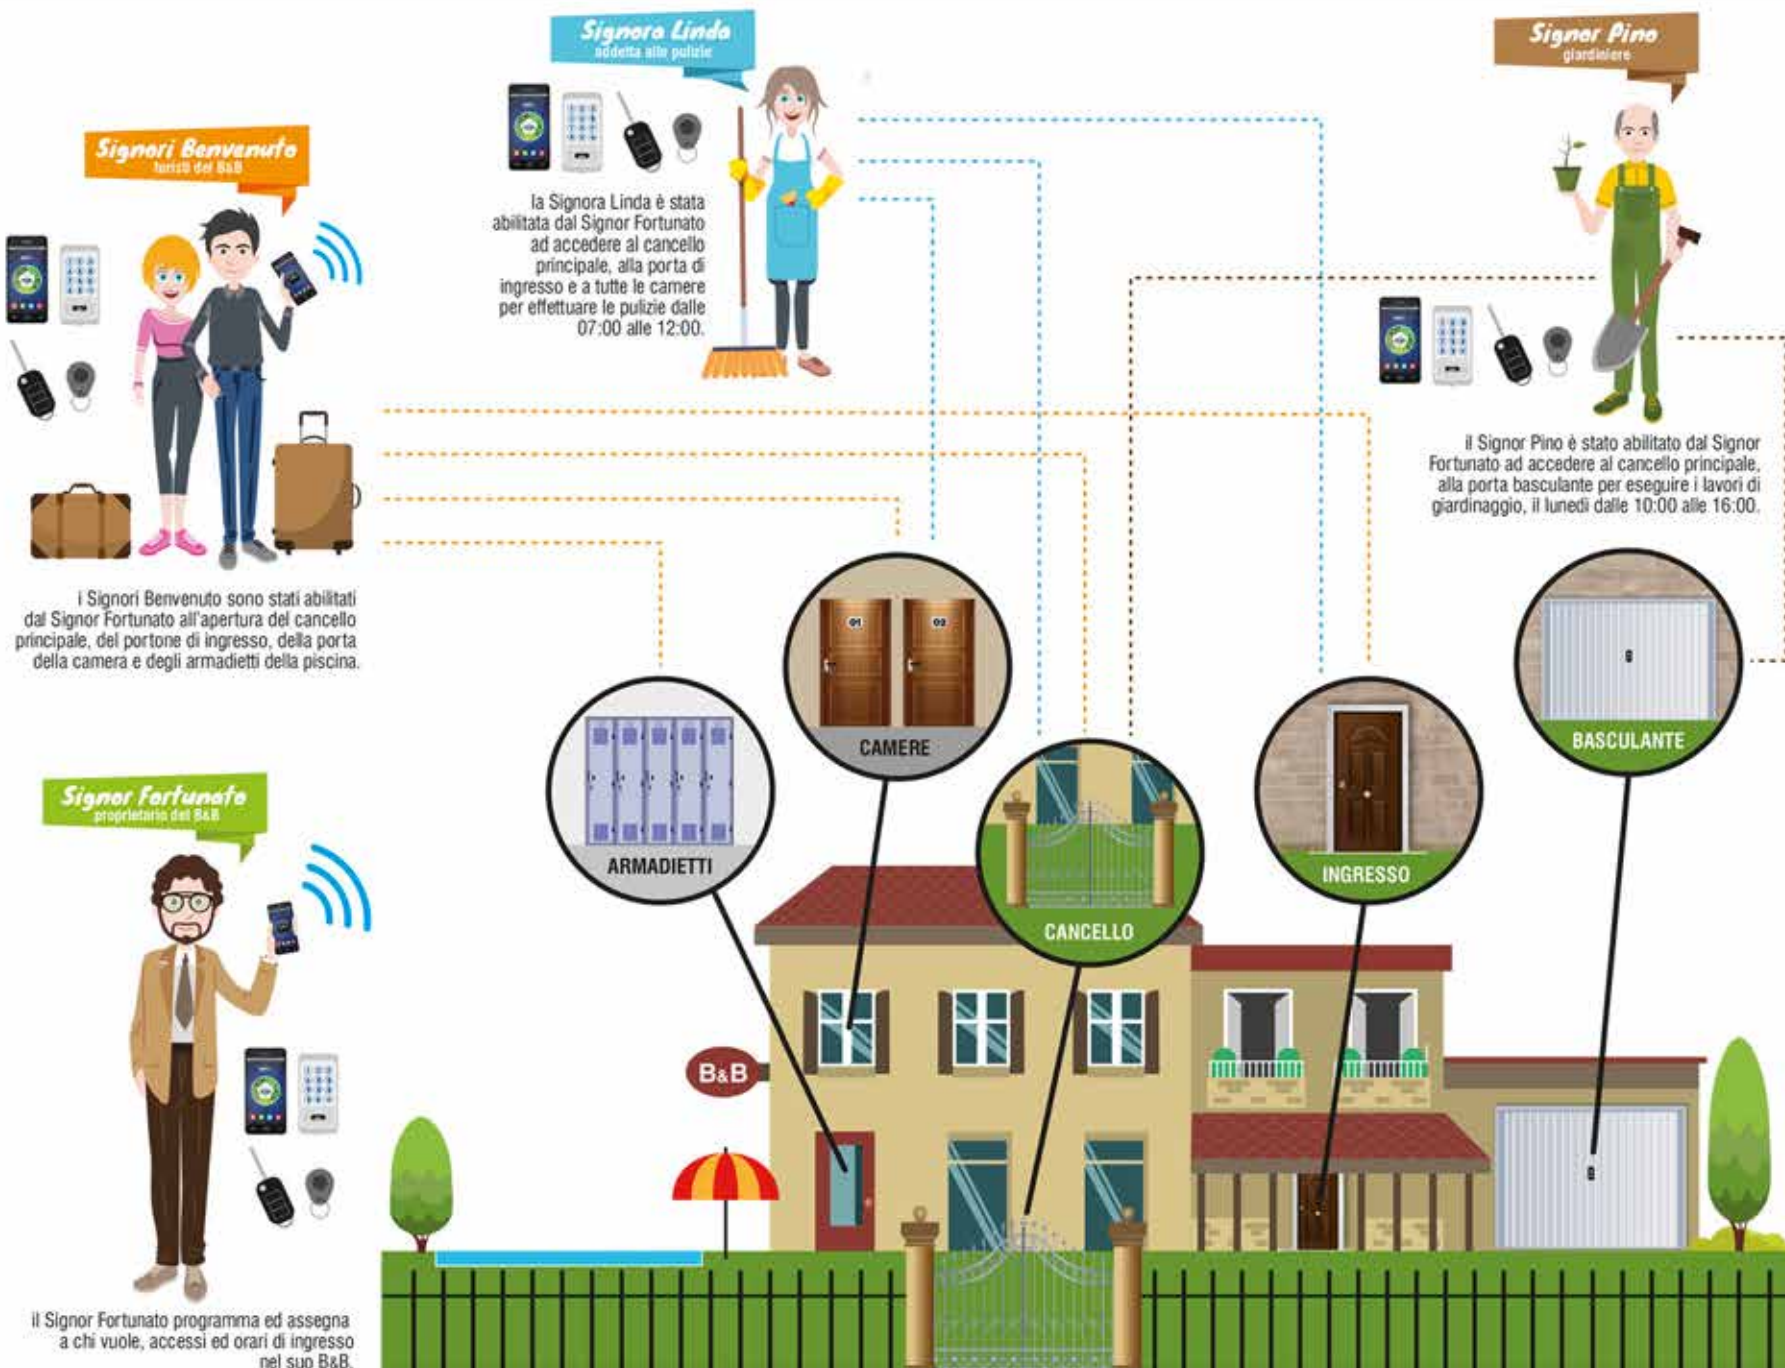 Signora Linda
addetta alle pulizie
la Signora Linda è stata
abilitata dal Signor Fortunato
ad accedere al cancello
principale, alla porta di
ingresso e a tutte le camere
per effettuare le pulizie dalle
07:00 alle 12:00.
Signor Pino
giardiniere
il Signor Pino è stato abilitato dal Signor
Fortunato ad accedere al cancello principale,
alla porta basculante per eseguire i lavori di
giardinaggio, il lunedì dalle 10:00 alle 16:00.
Signori Benvenuto
turisti del B&B
i Signori Benvenuto sono stati abilitati
dal Signor Fortunato all'apertura del cancello
principale, del portone di ingresso, della porta
della camera e degli armadietti della piscina.
Signor Fortunato
proprietario del B&B
il Signor Fortunato programma ed assegna
a chi vuole, accessi ed orari di ingresso
nel suo B&B.
ARMADIETTI
01
02
CAMERE
CANCELLO
INGRESSO
BASCULANTE
B&B